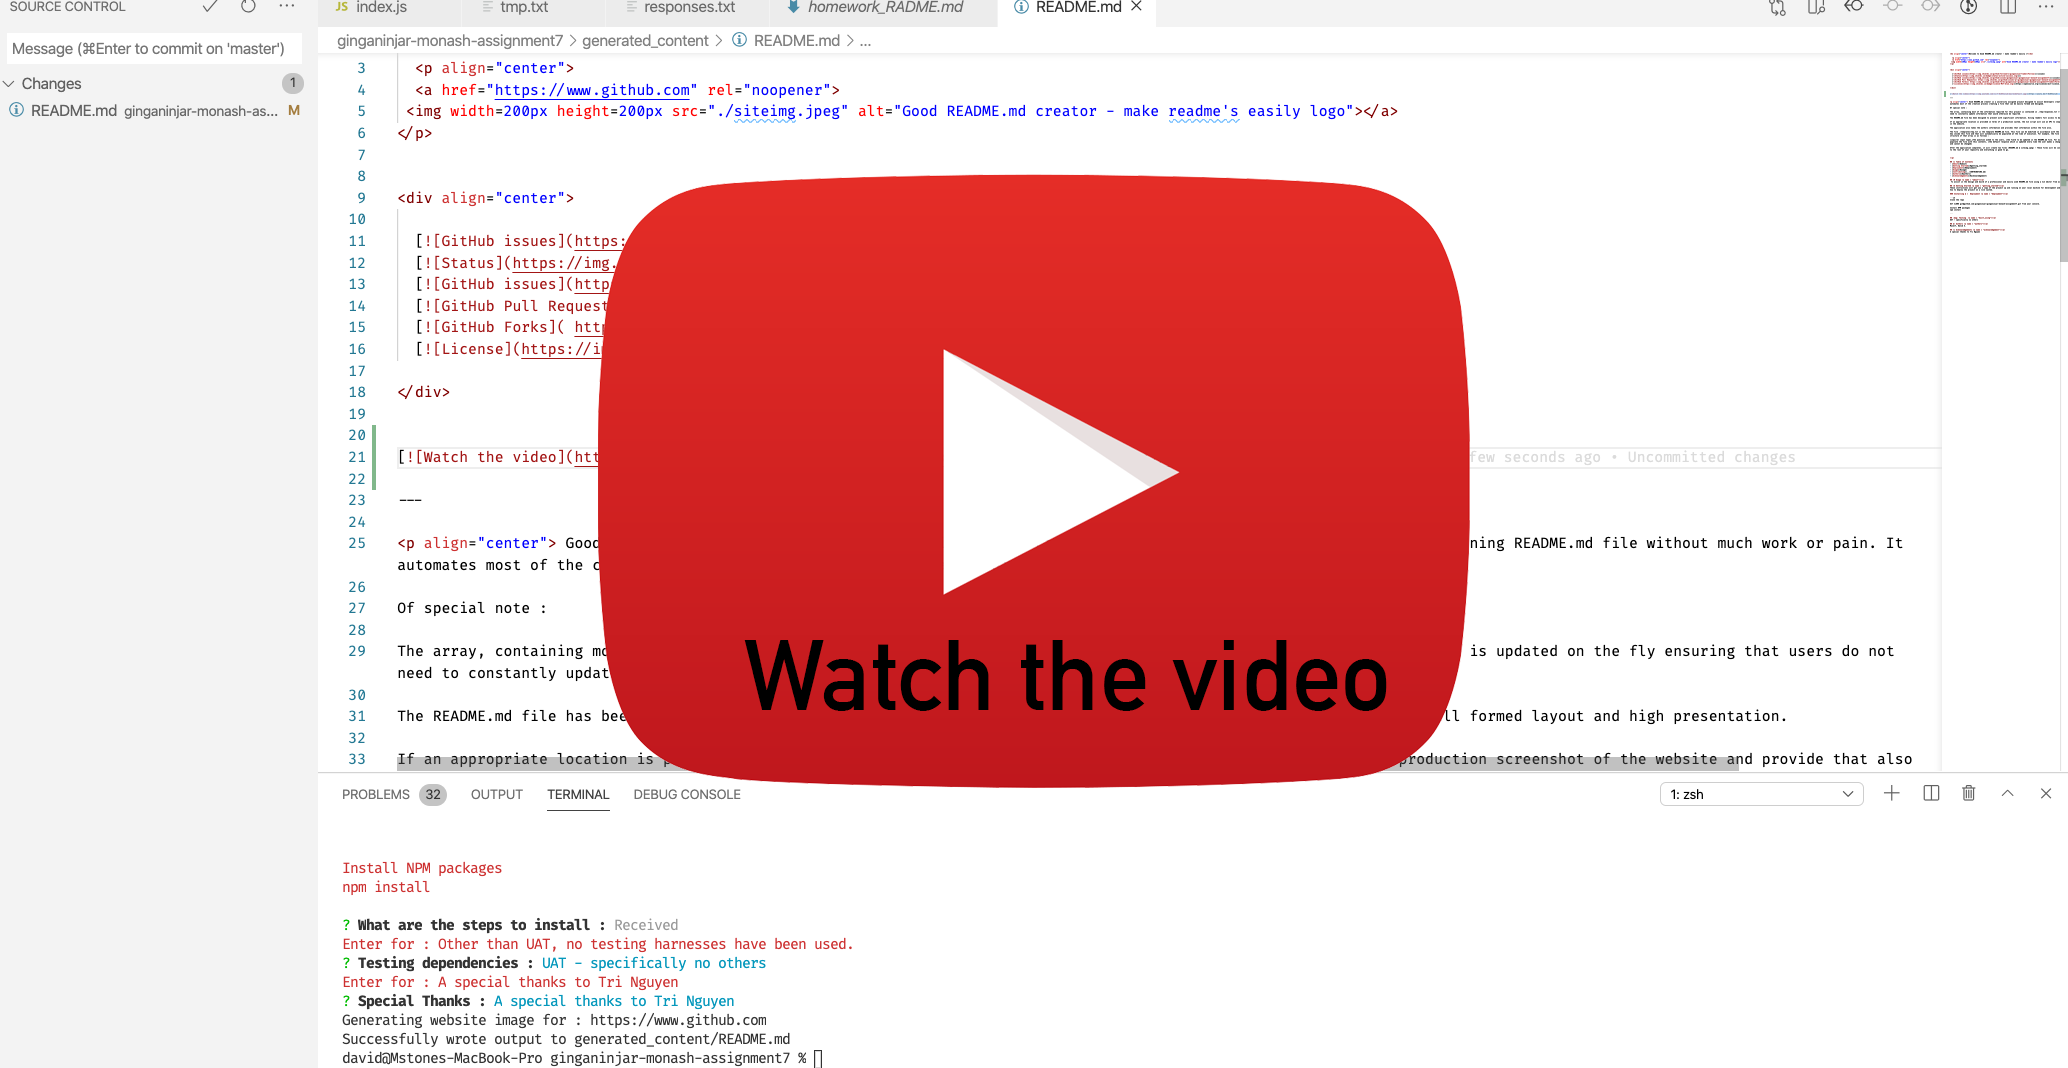 SOURCE CONTROL
Message (⌘Enter to commit on 'master')
Changes 1
README.md ginganinjar-monash-as... M
JS index.js tmp.txt responses.txt homework_RADME.md README.md
ginganinjar-monash-assignment7 > generated_content > README.md > ...
3 <p align="center">
4 <a href="https://www.github.com" rel="noopener">
5 <img width=200px height=200px src="./siteimg.jpeg" alt="Good README.md creator - make readme's easily logo"></a>
6 </p>
7
8
9 <div align="center">
10
11 [![GitHub issues](https:
12 [![Status](https://img.
13 [![GitHub issues](http
14 [![GitHub Pull Request
15 [![GitHub Forks]( http
16 [![License](https://i
17
18 </div>
19
20
21 [![Watch the video](htt few seconds ago • Uncommitted changes
22
23 ---
24
25 <p align="center"> Good ning README.md file without much work or pain. It
automates most of the c
26
27 Of special note :
28
29 The array, containing mo is updated on the fly ensuring that users do not
need to constantly updat
30
31 The README.md file has bee ll formed layout and high presentation.
32
33 If an appropriate location is p production screenshot of the website and provide that also
Watch the video
PROBLEMS 32 OUTPUT TERMINAL DEBUG CONSOLE 1: zsh
Install NPM packages
npm install
? What are the steps to install : Received
Enter for : Other than UAT, no testing harnesses have been used.
? Testing dependencies : UAT - specifically no others
Enter for : A special thanks to Tri Nguyen
? Special Thanks : A special thanks to Tri Nguyen
Generating website image for : https://www.github.com
Successfully wrote output to generated_content/README.md
david@Mstones-MacBook-Pro ginganinjar-monash-assignment7 %